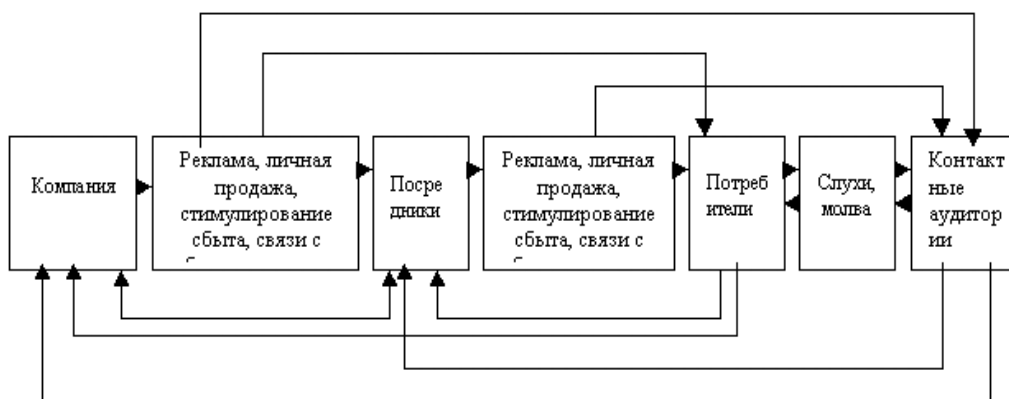 Компания
Реклама, личная
продажа,
стимулирование
сбыта, связи с
Посре
дники
Реклама, личная
продажа,
стимулирование
сбыта, связи с
Потреб
ители
Слухи,
молва
Контакт
ные
аудитор
ии